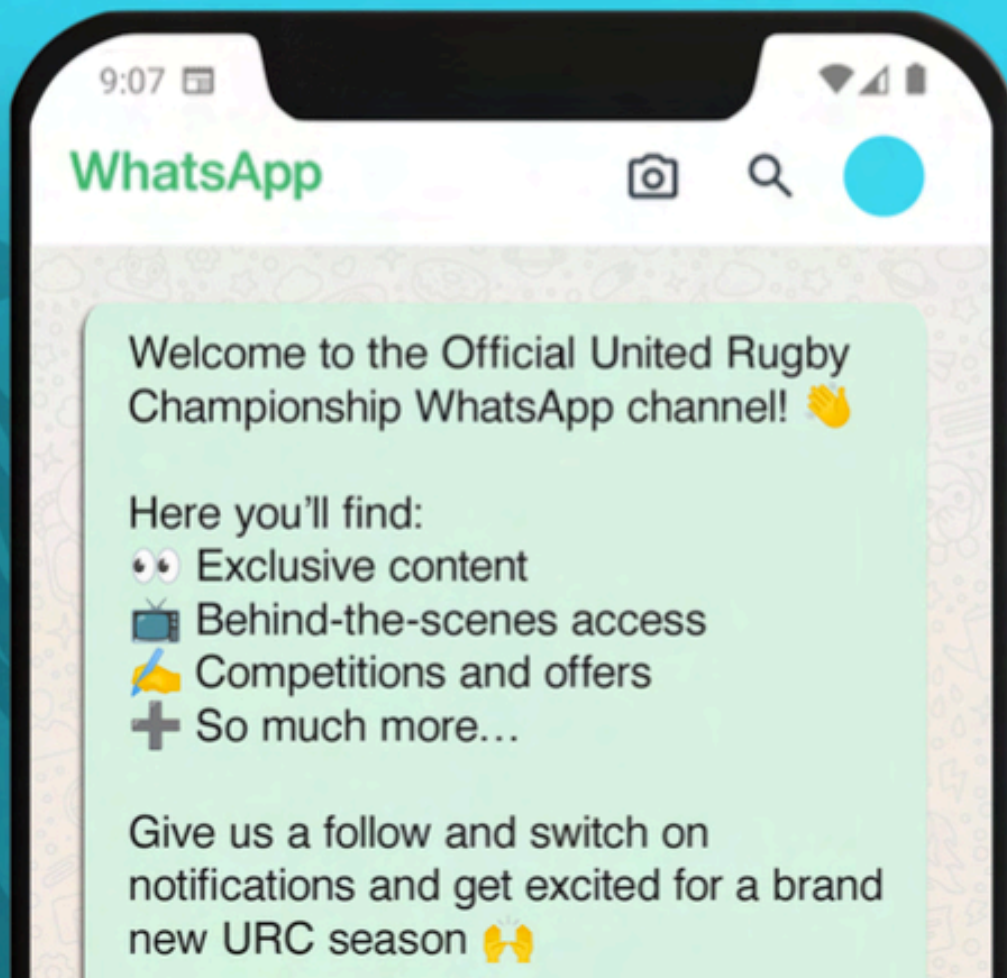 9:07
WhatsApp
Welcome to the Official United Rugby
Championship WhatsApp channel! 👋
Here you’ll find:
👀 Exclusive content
📺 Behind-the-scenes access
✍️ Competitions and offers
➕ So much more...
Give us a follow and switch on
notifications and get excited for a brand
new URC season 🙌